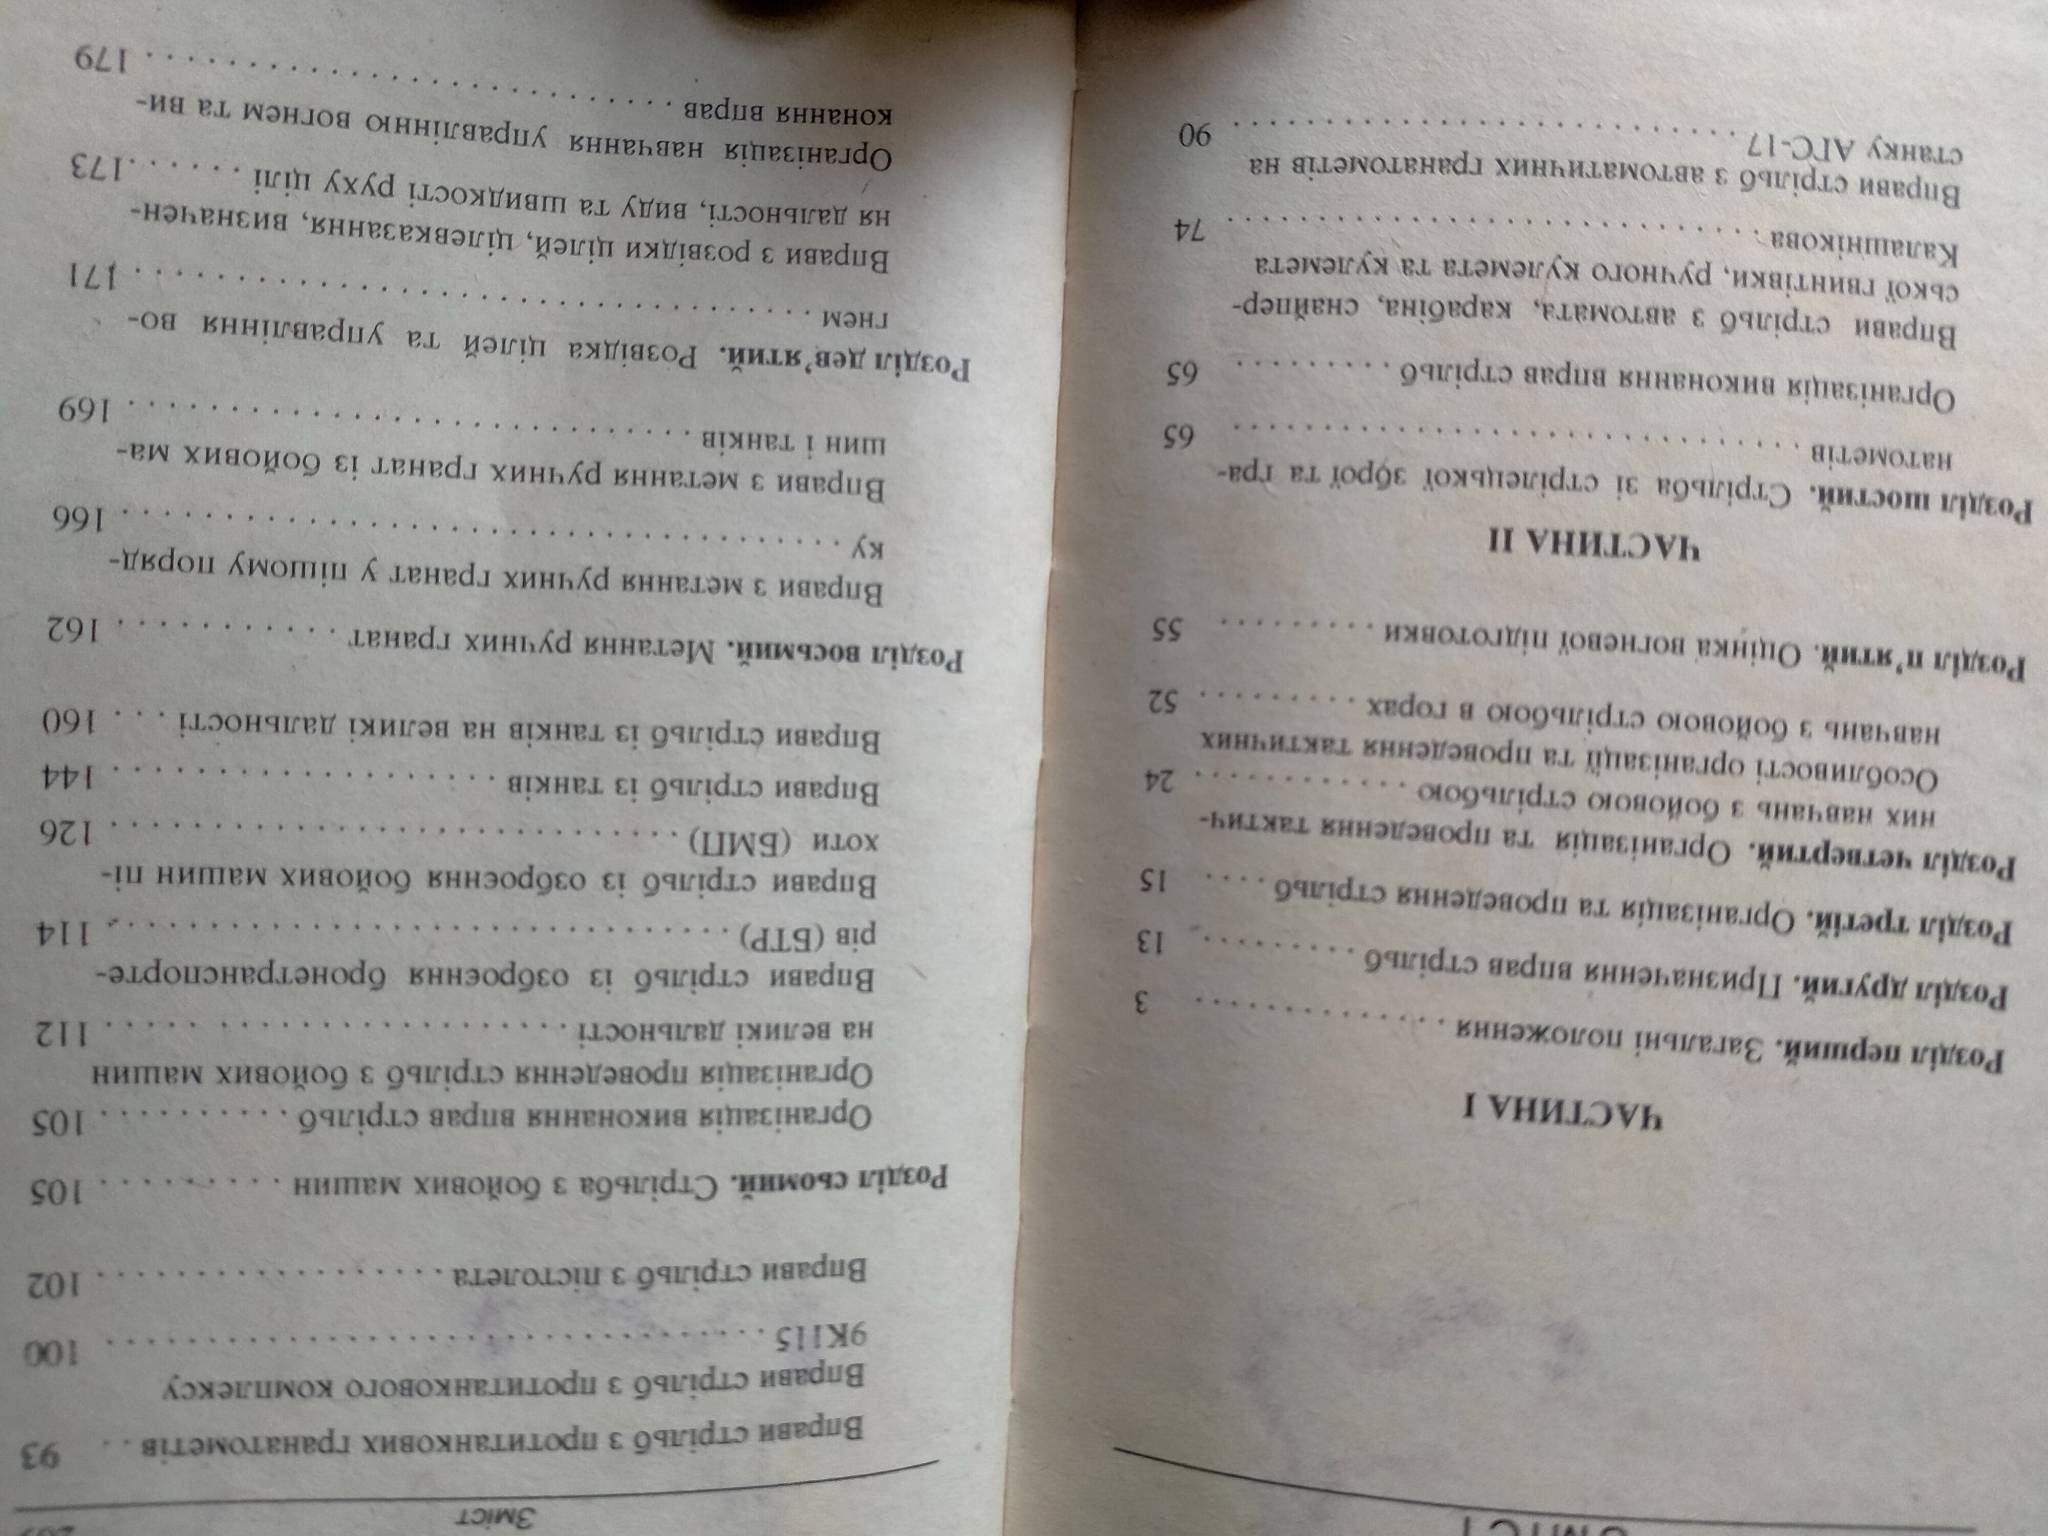 ЗМІСТ
ЧАСТИНА І
Розділ перший. Загальні положення . . . . . . . . . . . . . 3
Розділ другий. Призначення вправ стрільб . . . . . . . . . . 13
Розділ третій. Організація та проведення стрільб . . . . 15
Розділ четвертий. Організація та проведення тактич-
них навчань з бойовою стрільбою . . . . . . . . . . . . 24
Особливості організації та проведення тактичних
навчань з бойовою стрільбою в горах . . . . . . . . . . 52
Розділ п’ятий. Оцінка вогневої підготовки . . . . . . . . . . 55
ЧАСТИНА ІІ
Розділ шостий. Стрільба зі стрілецької зброї та гра-
натометів . . . . . . . . . . . . . . . . . . . . . . . . . . . . 65
Організація виконання вправ стрільб . . . . . . . . . . 65
Вправи стрільб з автомата, карабіна, снайпер-
ської гвинтівки, ручного кулемета та кулемета
Калашнікова . . . . . . . . . . . . . . . . . . . . . . . . . . . 74
Вправи стрільб з автоматичних гранатометів на
станку АГС-17 . . . . . . . . . . . . . . . . . . . . . . . . . 90
Зміст
Вправи стрільб з протитанкових гранатометів . . 93
Вправи стрільб з протитанкового комплексу
9К115 . . . . . . . . . . . . . . . . . . . . . . . . . . . . . . . . 100
Вправи стрільб з пістолета . . . . . . . . . . . . . . . . . . 102
Розділ сьомий. Стрільба з бойових машин . . . . . . . . . . 105
Організація виконання вправ стрільб . . . . . . . . . . 105
Організація проведення стрільб з бойових машин
на великі дальності . . . . . . . . . . . . . . . . . . . . . . 112
Вправи стрільб із озброєння бронетранспорте-
рів (БТР) . . . . . . . . . . . . . . . . . . . . . . . . . . . . . . 114
Вправи стрільб із озброєння бойових машин пі-
хоти (БМП) . . . . . . . . . . . . . . . . . . . . . . . . . . . . 126
Вправи стрільб із танків . . . . . . . . . . . . . . . . . . . 144
Вправи стрільб із танків на великі дальності . . . 160
Розділ восьмий. Метання ручних гранат . . . . . . . . . . . 162
Вправи з метання ручних гранат у пішому поряд-
ку . . . . . . . . . . . . . . . . . . . . . . . . . . . . . . . . . . . 166
Вправи з метання ручних гранат із бойових ма-
шин і танків . . . . . . . . . . . . . . . . . . . . . . . . . . . . 169
Розділ дев’ятий. Розвідка цілей та управління во-
гнем . . . . . . . . . . . . . . . . . . . . . . . . . . . . . . . . . 171
Вправи з розвідки цілей, цілевказання, визначен-
ня дальності, виду та швидкості руху цілі . . . . . . 173
Організація навчання управлінню вогнем та ви-
конання вправ . . . . . . . . . . . . . . . . . . . . . . . . . . 179